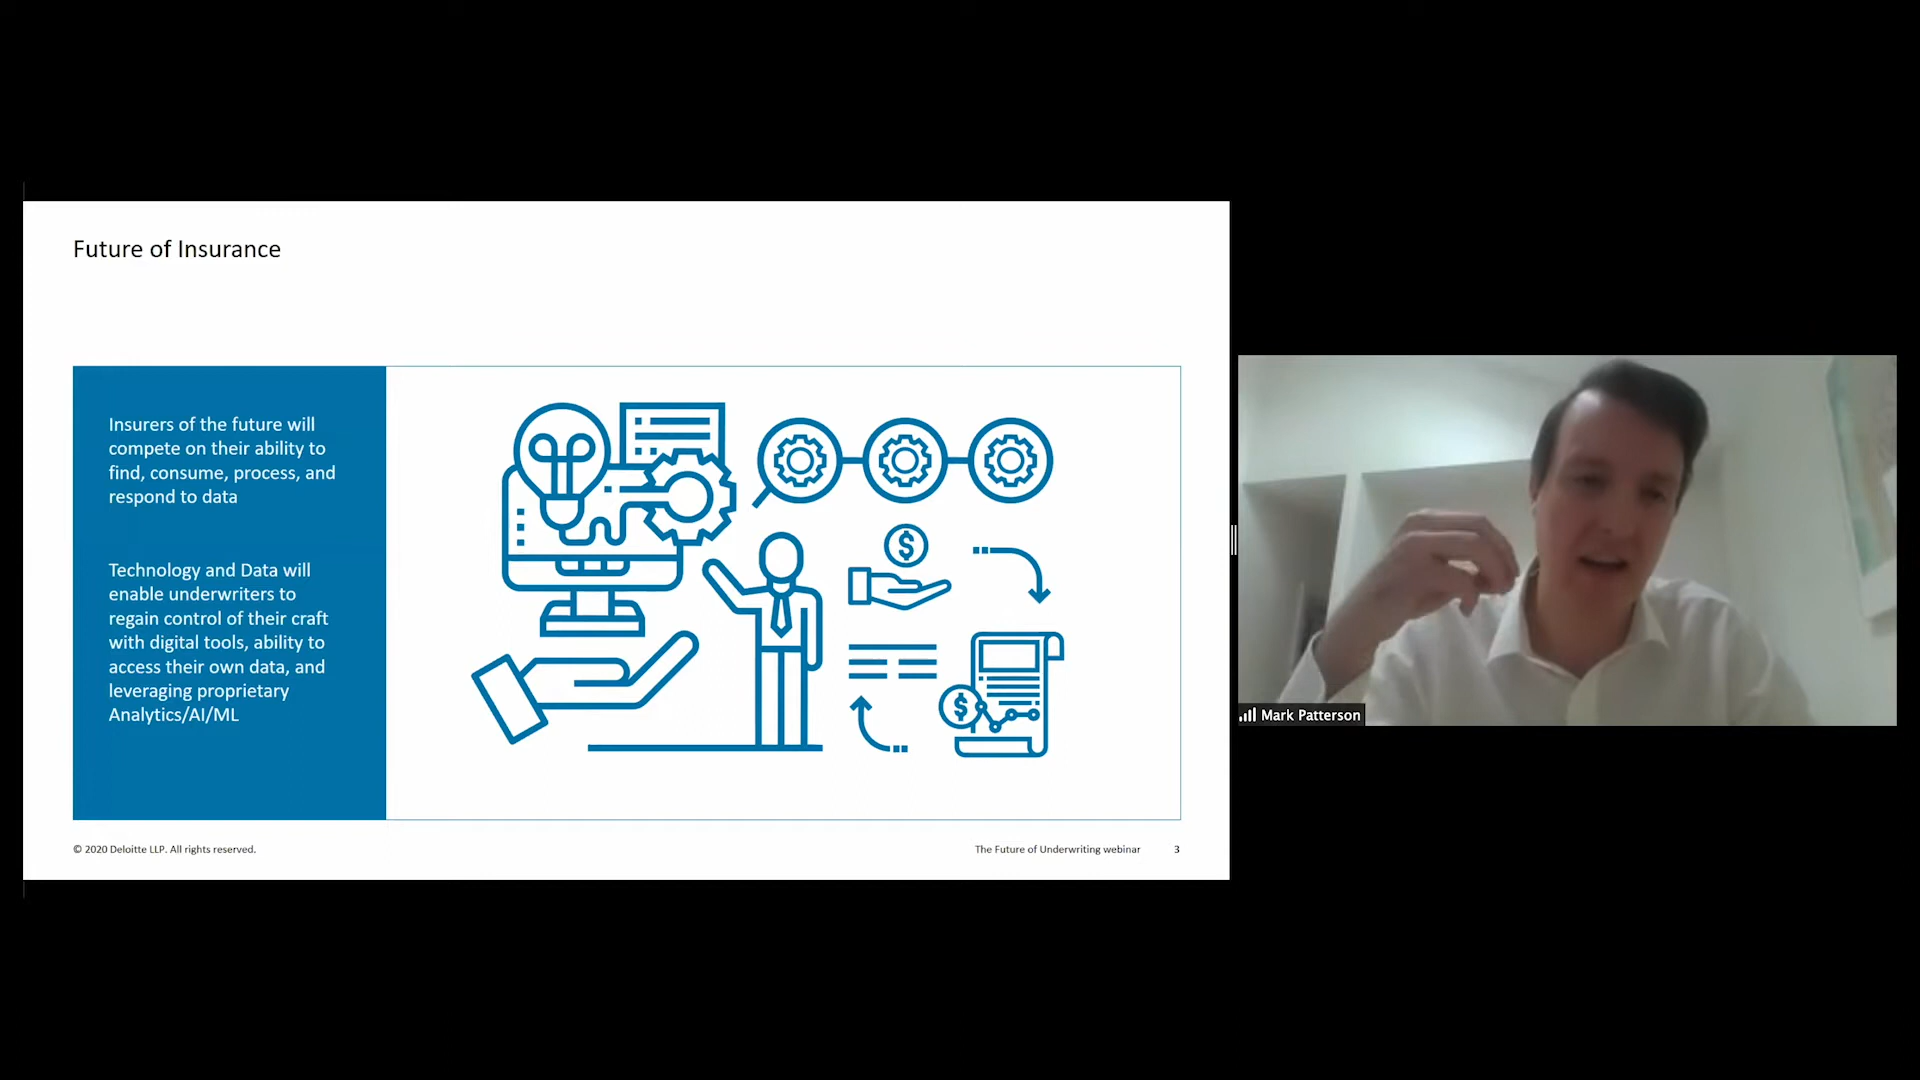 Future of Insurance
Insurers of the future will
compete on their ability to
find, consume, process, and
respond to data
Technology and Data will
enable underwriters to
regain control of their craft
with digital tools, ability to
access their own data, and
leveraging proprietary
Analytics/AI/ML
$
$
© 2020 Deloitte LLP. All rights reserved.
The Future of Underwriting webinar 3
Mark Patterson